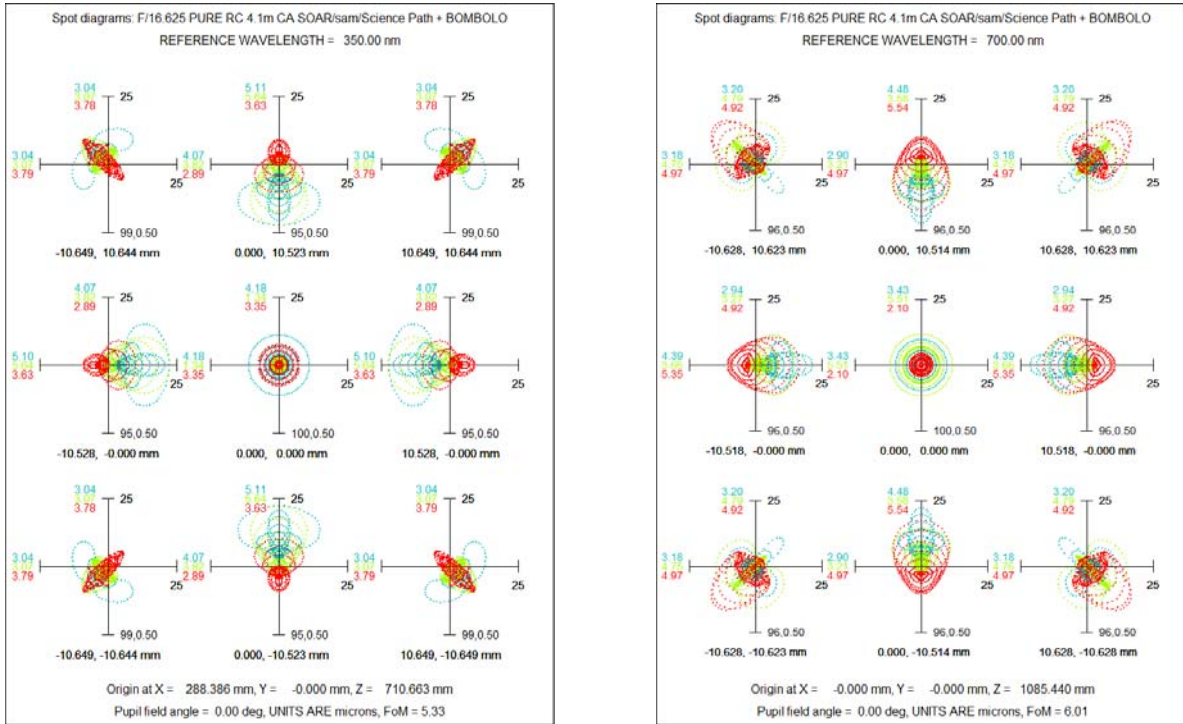 Spot diagrams: F/16.625 PURE RC 4.1m CA SOAR/sam/Science Path + BOMBOLO
REFERENCE WAVELENGTH = 350.00 nm
3.04 5.11 3.04
25 25 25
3.78 3.63 3.78
3.04 4.07 3.04
3.79 2.89 3.79
25 25 25
99,0.50 95,0.50 99,0.50
-10.649, 10.644 mm 0.000, 10.523 mm 10.649, 10.644 mm
4.07 4.18 4.07
25 25 25
2.89 3.35 2.89
5.10 4.18 5.10
3.63 3.35 3.63
25 25 25
95,0.50 100,0.50 95,0.50
-10.528, -0.000 mm 0.000, 0.000 mm 10.528, -0.000 mm
3.04 5.11 3.04
25 25 25
3.78 3.63 3.79
3.04 4.07 3.04
3.79 2.89 3.79
25 25 25
99,0.50 95,0.50 99,0.50
-10.649, -10.644 mm 0.000, -10.523 mm 10.649, -10.649 mm
Origin at X = 288.386 mm, Y = -0.000 mm, Z = 710.663 mm
Pupil field angle = 0.00 deg, UNITS ARE microns, FoM = 5.33
Spot diagrams: F/16.625 PURE RC 4.1m CA SOAR/sam/Science Path + BOMBOLO
REFERENCE WAVELENGTH = 700.00 nm
3.20 4.48 3.20
25 25 25
4.92 5.54 4.92
3.18 2.90 3.18
4.97 4.97 4.97
25 25 25
96,0.50 96,0.50 96,0.50
-10.628, 10.623 mm 0.000, 10.514 mm 10.628, 10.623 mm
2.94 3.43 2.94
25 25 25
4.92 2.10 4.92
4.39 3.43 4.39
5.35 2.10 5.35
25 25 25
96,0.50 100,0.50 96,0.50
-10.518, -0.000 mm 0.000, 0.000 mm 10.518, -0.000 mm
3.20 4.48 3.20
25 25 25
4.92 5.54 4.92
3.18 2.90 3.18
4.97 4.97 4.97
25 25 25
96,0.50 96,0.50 96,0.50
-10.628, -10.623 mm 0.000, -10.514 mm 10.628, -10.628 mm
Origin at X = -0.000 mm, Y = -0.000 mm, Z = 1085.440 mm
Pupil field angle = 0.00 deg, UNITS ARE microns, FoM = 6.01